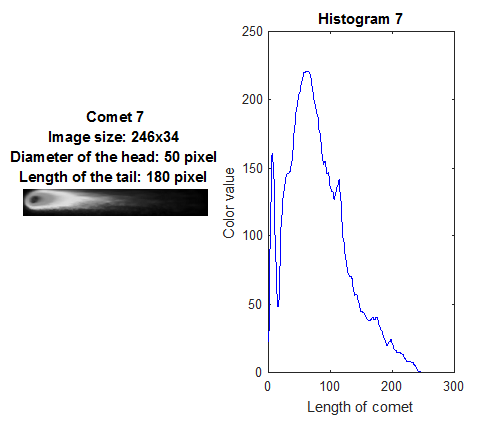 Comet 7
Image size: 246x34
Diameter of the head: 50 pixel
Length of the tail: 180 pixel
Histogram 7
Color value
250
200
150
100
50
0
0 100 200 300
Length of comet